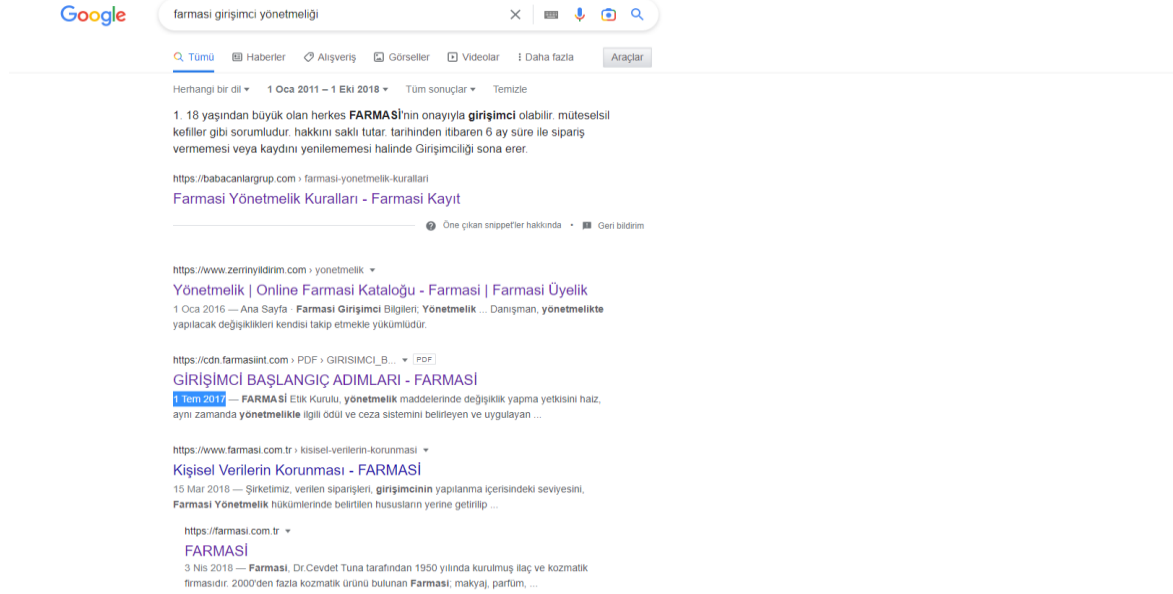 Google
farmasi girişimci yönetmeliği
Tümü Haberler Alışveriş Görseller Videolar Daha fazla Araçlar
Herhangi bir dil 1 Oca 2011 – 1 Eki 2018 Tüm sonuçlar Temizle
1. 18 yaşından büyük olan herkes FARMASİ'nin onayıyla girişimci olabilir. müteselsil
kefiller gibi sorumludur. hakkını saklı tutar. tarihinden itibaren 6 ay süre ile sipariş
vermemesi veya kaydını yenilememesi halinde Girişimciliği sona erer.
https://babacanlargrup.com › farmasi-yonetmelik-kurallari
Farmasi Yönetmelik Kuralları - Farmasi Kayıt
Öne çıkan snippet'ler hakkında • Geri bildirim
https://www.zerrinyildirim.com › yonetmelik
Yönetmelik | Online Farmasi Kataloğu - Farmasi | Farmasi Üyelik
1 Oca 2016 — Ana Sayfa · Farmasi Girişimci Bilgileri; Yönetmelik ... Danışman, yönetmelikte
yapılacak değişiklikleri kendisi takip etmekle yükümlüdür.
https://cdn.farmasiint.com › PDF › GIRISIMCI_B... PDF
GİRİŞİMCİ BAŞLANGIÇ ADIMLARI - FARMASİ
1 Tem 2017 — FARMASİ Etik Kurulu, yönetmelik maddelerinde değişiklik yapma yetkisini haiz,
aynı zamanda yönetmelikle ilgili ödül ve ceza sistemini belirleyen ve uygulayan ...
https://www.farmasi.com.tr › kisisel-verilerin-korunmasi
Kişisel Verilerin Korunması - FARMASİ
15 Mar 2018 — Şirketimiz, verilen siparişleri, girişimcinin yapılanma içerisindeki seviyesini,
Farmasi Yönetmelik hükümlerinde belirtilen hususların yerine getirilip ...
https://farmasi.com.tr
FARMASİ
3 Nis 2018 — Farmasi, Dr.Cevdet Tuna tarafından 1950 yılında kurulmuş ilaç ve kozmatik
firmasıdır. 2000'den fazla kozmatik ürünü bulunan Farmasi; makyaj, parfüm, ...